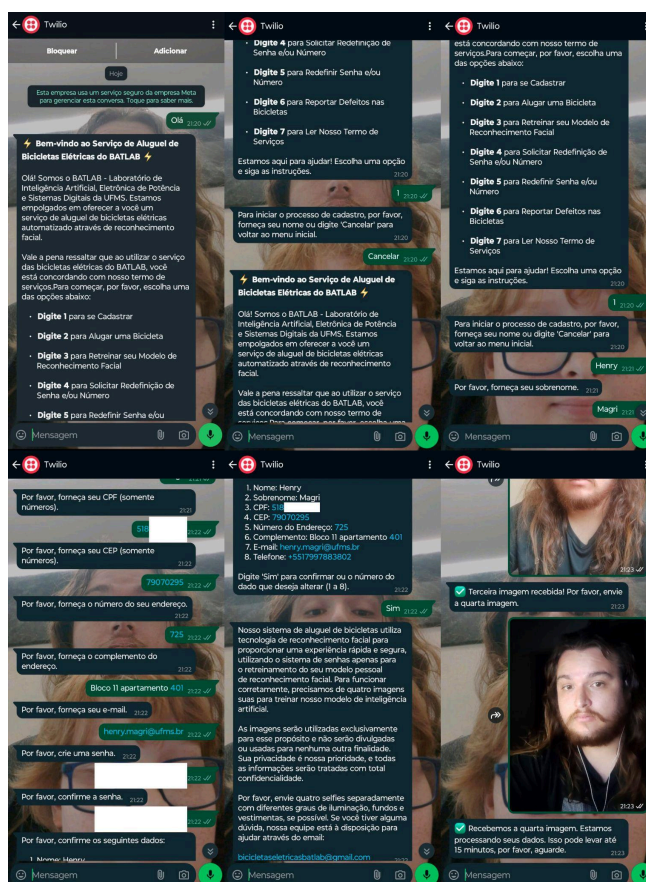 Twilio
Bloquear
Adicionar
Hoje
Esta empresa usa um serviço seguro da empresa Meta
para gerenciar esta conversa. Toque para saber mais.
Olá 21:20
⚡ Bem-vindo ao Serviço de Aluguel de
Bicicletas Elétricas do BATLAB ⚡
Olá! Somos o BATLAB - Laboratório de
Inteligência Artificial, Eletrônica de Potência
e Sistemas Digitais da UFMS. Estamos
empolgados em oferecer a você um
serviço de aluguel de bicicletas elétricas
automatizado através de reconhecimento
facial.
Vale a pena ressaltar que ao utilizar o serviço
das bicicletas elétricas do BATLAB, você
está concordando com nosso termo de
serviços.Para começar, por favor, escolha uma
das opções abaixo:
• Digite 1 para se Cadastrar
• Digite 2 para Alugar uma Bicicleta
• Digite 3 para Retreinar seu Modelo de
Reconhecimento Facial
• Digite 4 para Solicitar Redefinição de
Senha e/ou Número
• Digite 5 para Redefinir Senha e/ou
Mensagem
Twilio
• Digite 4 para Solicitar Redefinição de
Senha e/ou Número
• Digite 5 para Redefinir Senha e/ou
Número
• Digite 6 para Reportar Defeitos nas
Bicicletas
• Digite 7 para Ler Nosso Termo de
Serviços
Estamos aqui para ajudar! Escolha uma opção
e siga as instruções. 21:20
1 21:20
Para iniciar o processo de cadastro, por favor,
forneça seu nome ou digite 'Cancelar' para
voltar ao menu inicial. 21:20
Cancelar 21:20
⚡ Bem-vindo ao Serviço de Aluguel de
Bicicletas Elétricas do BATLAB ⚡
Olá! Somos o BATLAB - Laboratório de
Inteligência Artificial, Eletrônica de Potência
e Sistemas Digitais da UFMS. Estamos
empolgados em oferecer a você um
serviço de aluguel de bicicletas elétricas
automatizado através de reconhecimento
facial.
Vale a pena ressaltar que ao utilizar o serviço
das bicicletas elétricas do BATLAB, você
está concordando com nosso termo de
Mensagem
Twilio
está concordando com nosso termo de
serviços.Para começar, por favor, escolha uma
das opções abaixo:
• Digite 1 para se Cadastrar
• Digite 2 para Alugar uma Bicicleta
• Digite 3 para Retreinar seu Modelo de
Reconhecimento Facial
• Digite 4 para Solicitar Redefinição de
Senha e/ou Número
• Digite 5 para Redefinir Senha e/ou
Número
• Digite 6 para Reportar Defeitos nas
Bicicletas
• Digite 7 para Ler Nosso Termo de
Serviços
Estamos aqui para ajudar! Escolha uma opção
e siga as instruções. 21:20
1 21:20
Para iniciar o processo de cadastro, por favor,
forneça seu nome ou digite 'Cancelar' para
voltar ao menu inicial. 21:20
Henry 21:21
Por favor, forneça seu sobrenome. 21:21
Magri 21:21
Mensagem
Twilio
Por favor, forneça seu CPF (somente
números). 21:21
518 21:22
Por favor, forneça seu CEP (somente
números). 21:22
79070295 21:22
Por favor, forneça o número do seu endereço.
21:22
725 21:22
Por favor, forneça o complemento do
endereço. 21:22
Bloco 11 apartamento 401 21:22
Por favor, forneça seu e-mail. 21:22
henry.magri@ufms.br 21:22
Por favor, crie uma senha. 21:22
21:22
Por favor, confirme a senha. 21:22
21:22
Por favor, confirme os seguintes dados:
1. Nome: Henry
Mensagem
Twilio
1. Nome: Henry
2. Sobrenome: Magri
3. CPF: 518
4. CEP: 79070295
5. Número do Endereço: 725
6. Complemento: Bloco 11 apartamento 401
7. E-mail: henry.magri@ufms.br
8. Telefone: +5517997883802
Digite 'Sim' para confirmar ou o número do
dado que deseja alterar (1 a 8). 21:22
Sim 21:22
Nosso sistema de aluguel de bicicletas utiliza
tecnologia de reconhecimento facial para
proporcionar uma experiência rápida e segura,
utilizando o sistema de senhas apenas para
o retreinamento do seu modelo pessoal
de reconhecimento facial. Para funcionar
corretamente, precisamos de quatro imagens
suas para treinar nosso modelo de inteligência
artificial.
As imagens serão utilizadas exclusivamente
para esse propósito e não serão divulgadas
ou usadas para nenhuma outra finalidade.
Sua privacidade é nossa prioridade, e todas
as informações serão tratadas com total
confidencialidade.
Por favor, envie quatro selfies separadamente
com diferentes graus de iluminação, fundos e
vestimentas, se possível. Se você tiver alguma
dúvida, nossa equipe está à disposição para
ajudar através do email:
bicicletaseletricasbatlab@gmail.com
Mensagem
Twilio
21:23
✅ Terceira imagem recebida! Por favor, envie
a quarta imagem. 21:23
21:23
✅ Recebemos a quarta imagem. Estamos
processando seus dados. Isso pode levar até
15 minutos, por favor, aguarde. 21:23
Mensagem